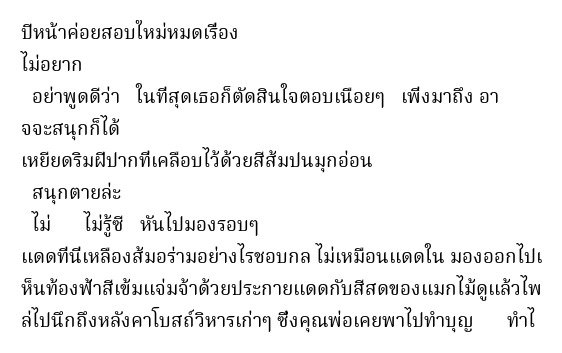 ปีหน้าค่อยสอบใหม่หมดเรื่อง
ไม่อยาก
อย่าพูดดีว่า ในที่สุดเธอก็ตัดสินใจตอบเนือยๆ เพิ่งมาถึง อา
จจะสนุกก็ได้
เหยียดริมฝีปากที่เคลือบไว้ด้วยสีส้มปนมุกอ่อน
สนุกตายล่ะ
ไม่ ไม่รู้ซี หันไปมองรอบๆ
แดดที่นี่เหลืองส้มอร่ามอย่างไรชอบกล ไม่เหมือนแดดใน มองออกไปเ
ห็นท้องฟ้าสีเข้มแจ่มจ้าด้วยประกายแดดกับสีสดของแมกไม้ดูแล้วไพ
ล่ไปนึกถึงหลังคาโบสถ์วิหารเก่าๆ ซึ่งคุณพ่อเคยพาไปทำบุญ ทำไ